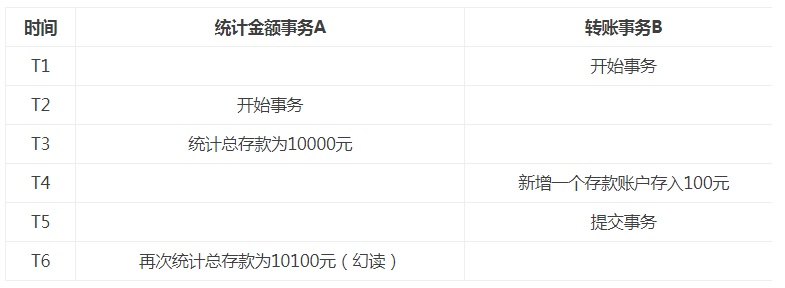 时间 统计金额事务A 转账事务B
T1 开始事务
T2 开始事务
T3 统计总存款为10000元
T4 新增一个存款账户存入100元
T5 提交事务
T6 再次统计总存款为10100元（幻读）